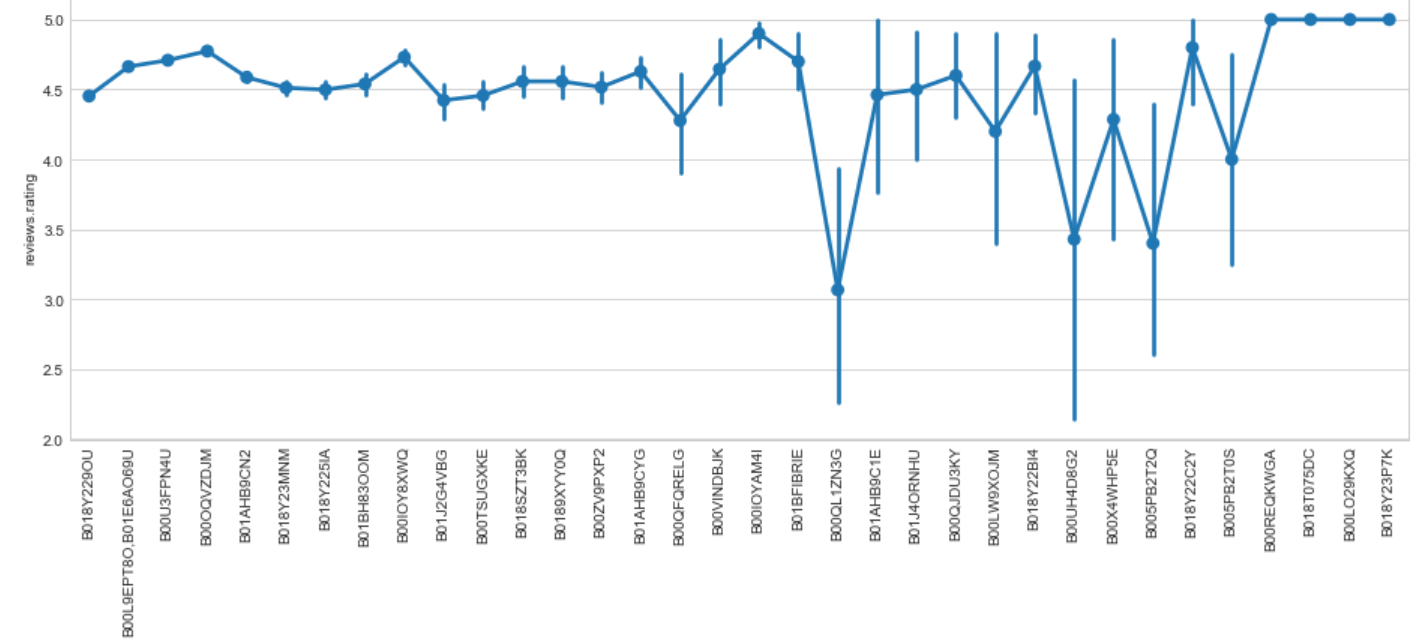 5.0
4.5
4.0
3.5
3.0
2.5
2.0
reviews.rating
B018Y229OU
B00L9EPT8O,B01E6AO69U
B00U3FPN4U
B00OQVZDJM
B01AHB9CN2
B018Y23MNM
B018Y225IA
B01BH83OOM
B00IOY8XWQ
B01J2G4VBG
B00TSUGXKE
B018SZT3BK
B0189XYY0Q
B00ZV9PXP2
B01AHB9CYG
B00QFQRELG
B00VINDBJK
B00IOYAM4I
B01BFIBRIE
B00QL1ZN3G
B01AHB9C1E
B01J4ORNHU
B00QJDU3KY
B00LW9XOJM
B018Y22BI4
B00UH4D8G2
B00X4WHP5E
B005PB2T2Q
B018Y22C2Y
B005PB2T0S
B00REQKWGA
B018T075DC
B00LO29KXQ
B018Y23P7K